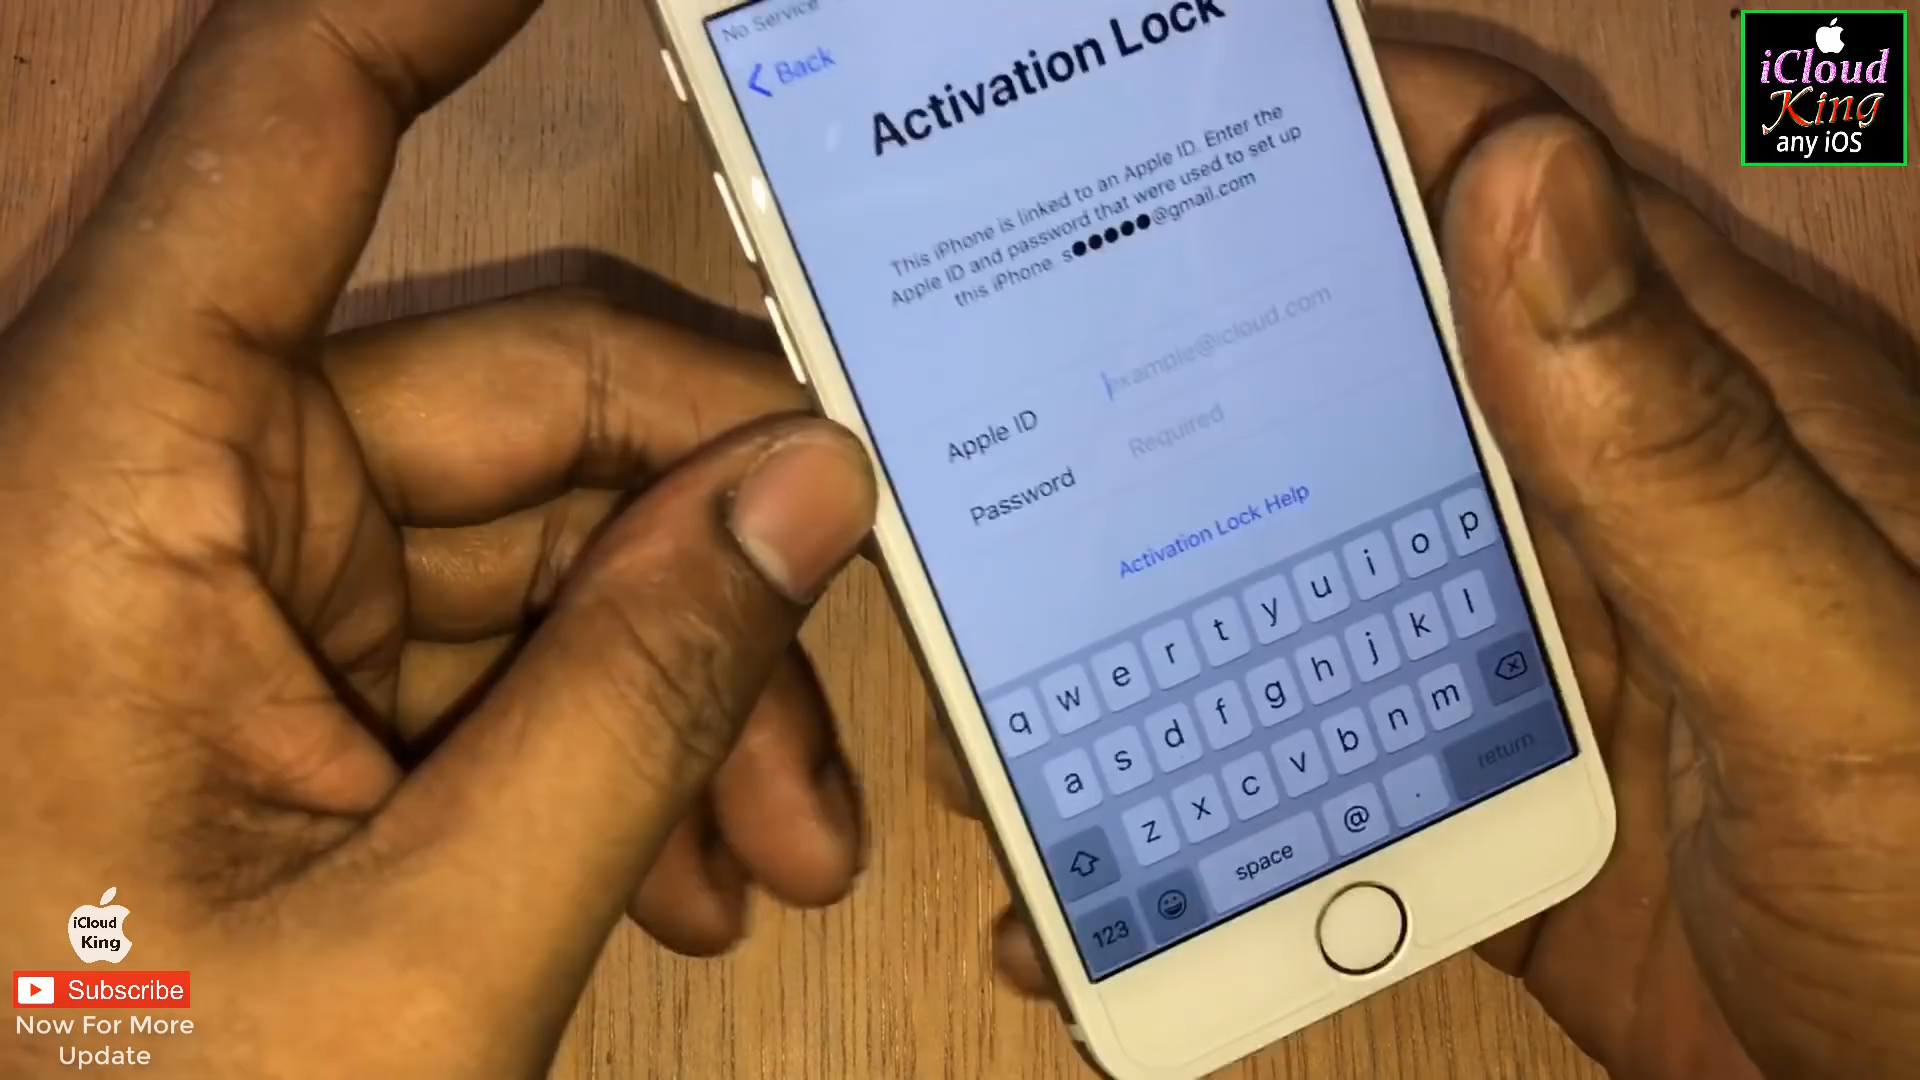 No Service
Back
Activation Lock
This iPhone is linked to an Apple ID. Enter the
Apple ID and password that were used to set up
this iPhone. s●●●●●@gmail.com
Apple ID
example@icloud.com
Password
Required
Activation Lock Help
q w e r t y u i o p
a s d f g h j k l
z x c v b n m
123
space
@
.
return
iCloud
King
any iOS
iCloud
King
Subscribe
Now For More
Update